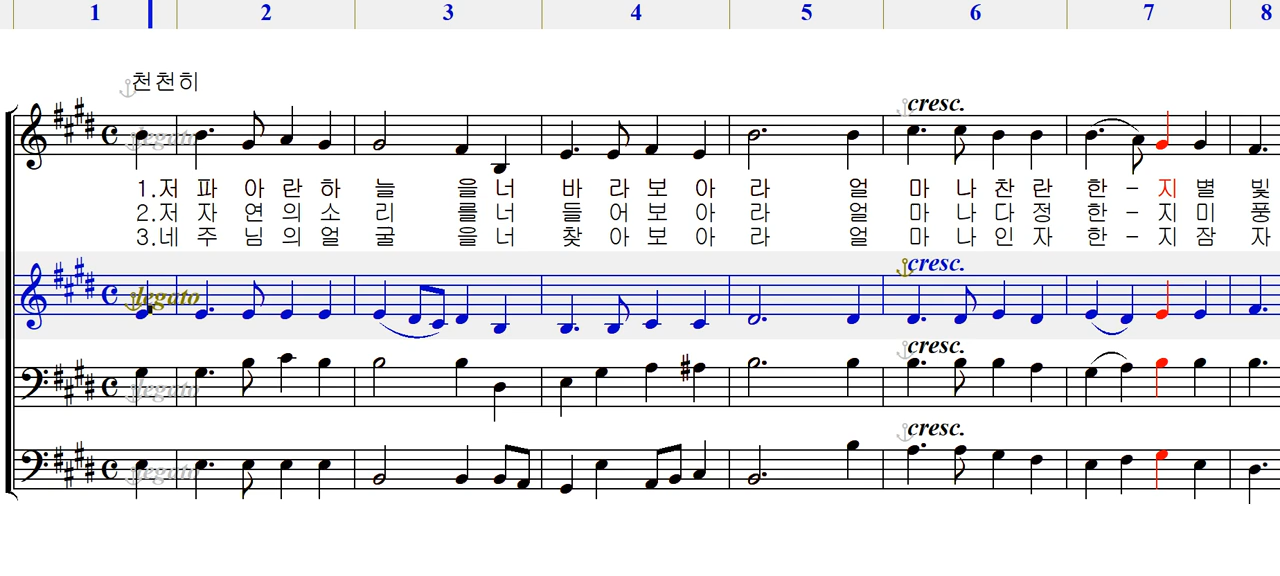 1 2 3 4 5 6 7 8
천천히
cresc.
legato
1.저 파 아 란 하 늘 을 너 바 라 보 아 라 얼 마 나 찬 란 한 - 지 별 빛
2.저 자 연 의 소 리 를 너 들 어 보 아 라 얼 마 나 다 정 한 - 지 미 풍
3.네 주 님 의 얼 굴 을 너 찾 아 보 아 라 얼 마 나 인 자 한 - 지 잠 자
cresc.
legato
cresc.
legato
cresc.
legato